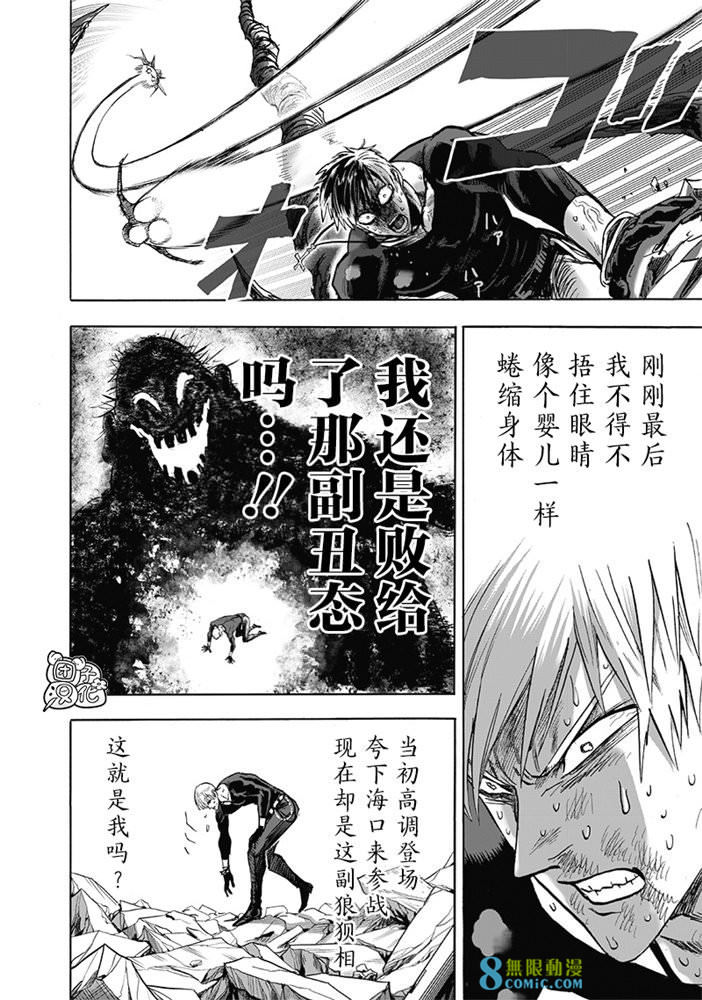 ゴゴオ
ハァ
ハァ
刚刚最后
我不得不
捂住眼睛
像个婴儿一样
蜷缩身体
我还是败给
了那副丑态
吗…!!
当初高调登场
夸下海口来参战
现在却是这副狼狈相
这就是我吗？
团子汉化
8無限動漫
8COMIC.COM